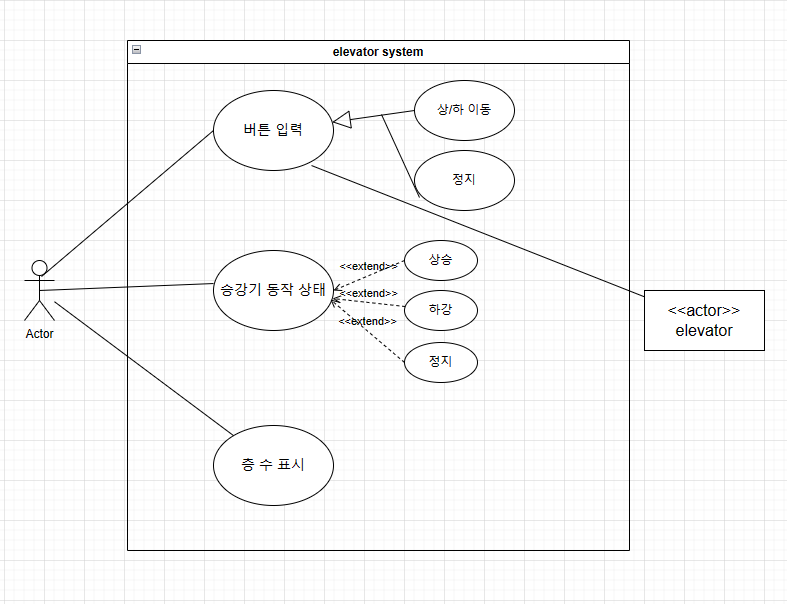 elevator system
버튼 입력
상/하 이동
정지
승강기 동작 상태
<<extend>>
상승
<<extend>>
하강
<<extend>>
정지
<<actor>>
elevator
Actor
층 수 표시